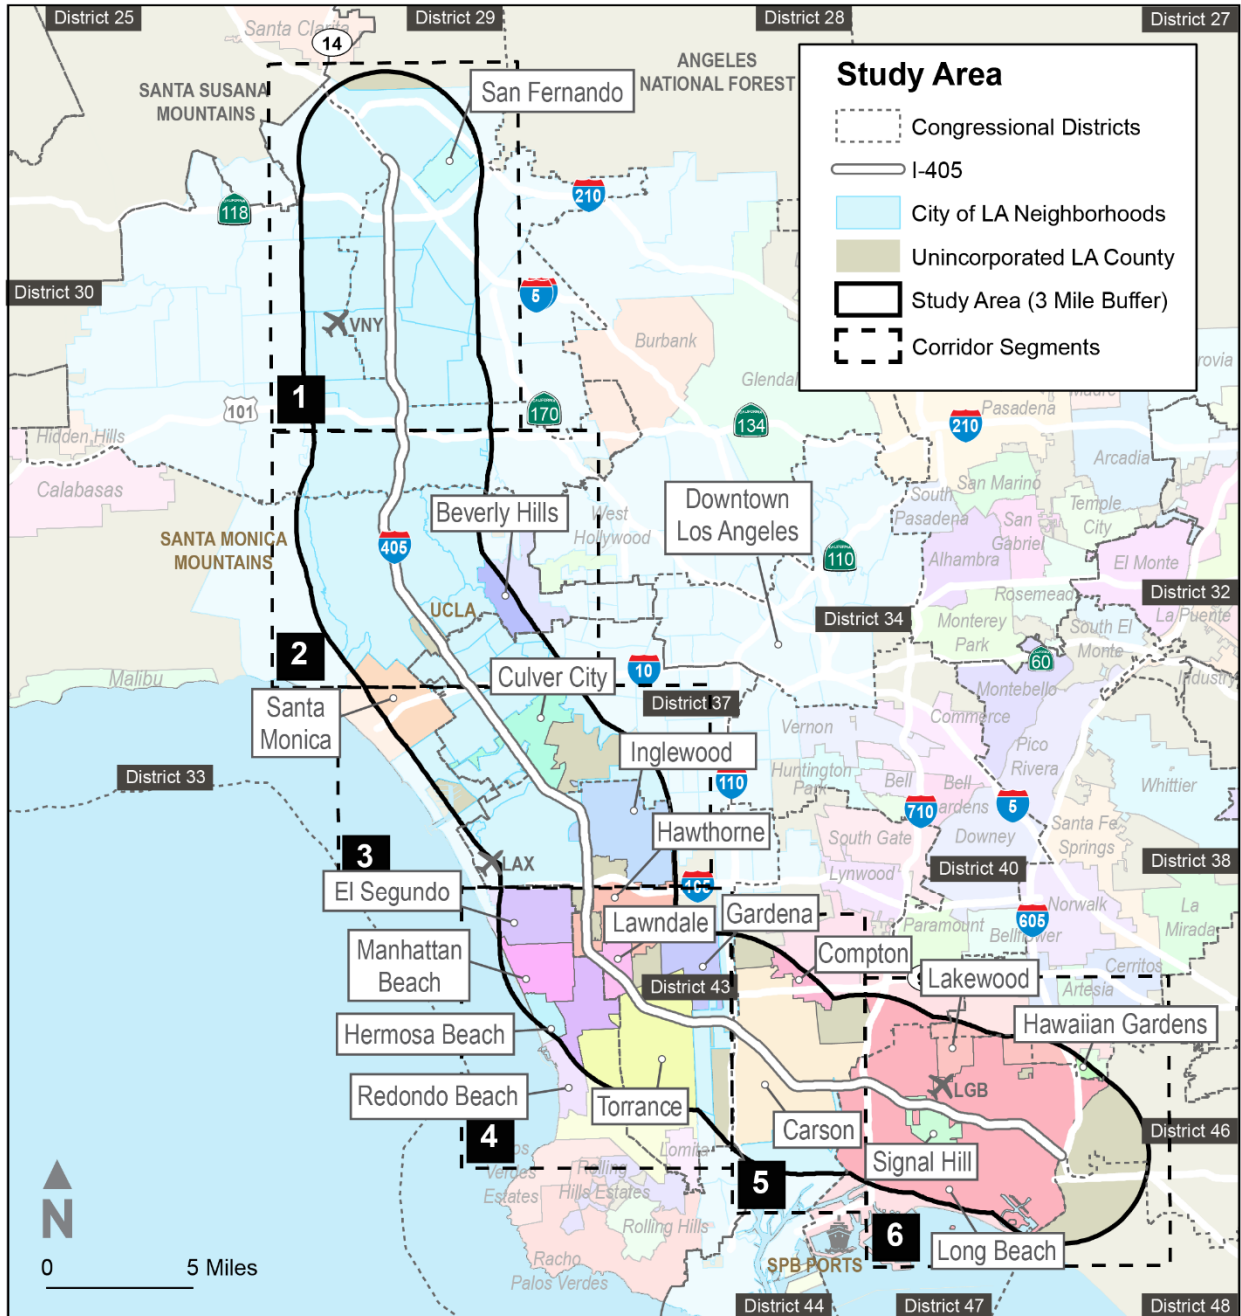 District 25
District 29
District 28
District 27
Santa Clarita
14
ANGELES
NATIONAL FOREST
SANTA SUSANA
MOUNTAINS
San Fernando
Study Area
Congressional Districts
I-405
City of LA Neighborhoods
Unincorporated LA County
Study Area (3 Mile Buffer)
Corridor Segments
118
210
District 30
5
VNY
Burbank
1
101
170
134
210
Pasadena
Hidden Hills
Calabasas
Arcadia
San Marino
Temple
City
South
Pasadena
San
Gabriel
Alhambra
El Monte
Beverly Hills
West
Hollywood
Downtown
Los Angeles
SANTA MONICA
MOUNTAINS
405
110
UCLA
Rosemead
District 32
La Puente
District 34
Monterey
Park
South El
Monte
2
60
Industry
Malibu
Culver City
10
Montebello
Santa
Monica
District 37
Commerce
Vernon
Inglewood
Pico
Rivera
District 33
110
Huntington
Park
Bell
Bell
Whittier
710
5
Downey
Hawthorne
South Gate
Santa Fe
Springs
3
LAX
Lynwood
District 40
District 38
El Segundo
405
Gardena
Norwalk
605
La
Mirada
Lawndale
Paramount
Bellflower
Manhattan
Beach
Compton
Lakewood
Cerritos
District 43
Artesia
Hermosa Beach
Hawaiian Gardens
Redondo Beach
Torrance
LGB
4
Carson
District 46
Lomita
Verdes
Estates
Rolling
Hills Estates
5
Signal Hill
N
Rolling Hills
6
Long Beach
0
5 Miles
Racho
Palos Verdes
SPB PORTS
District 44
District 47
District 48